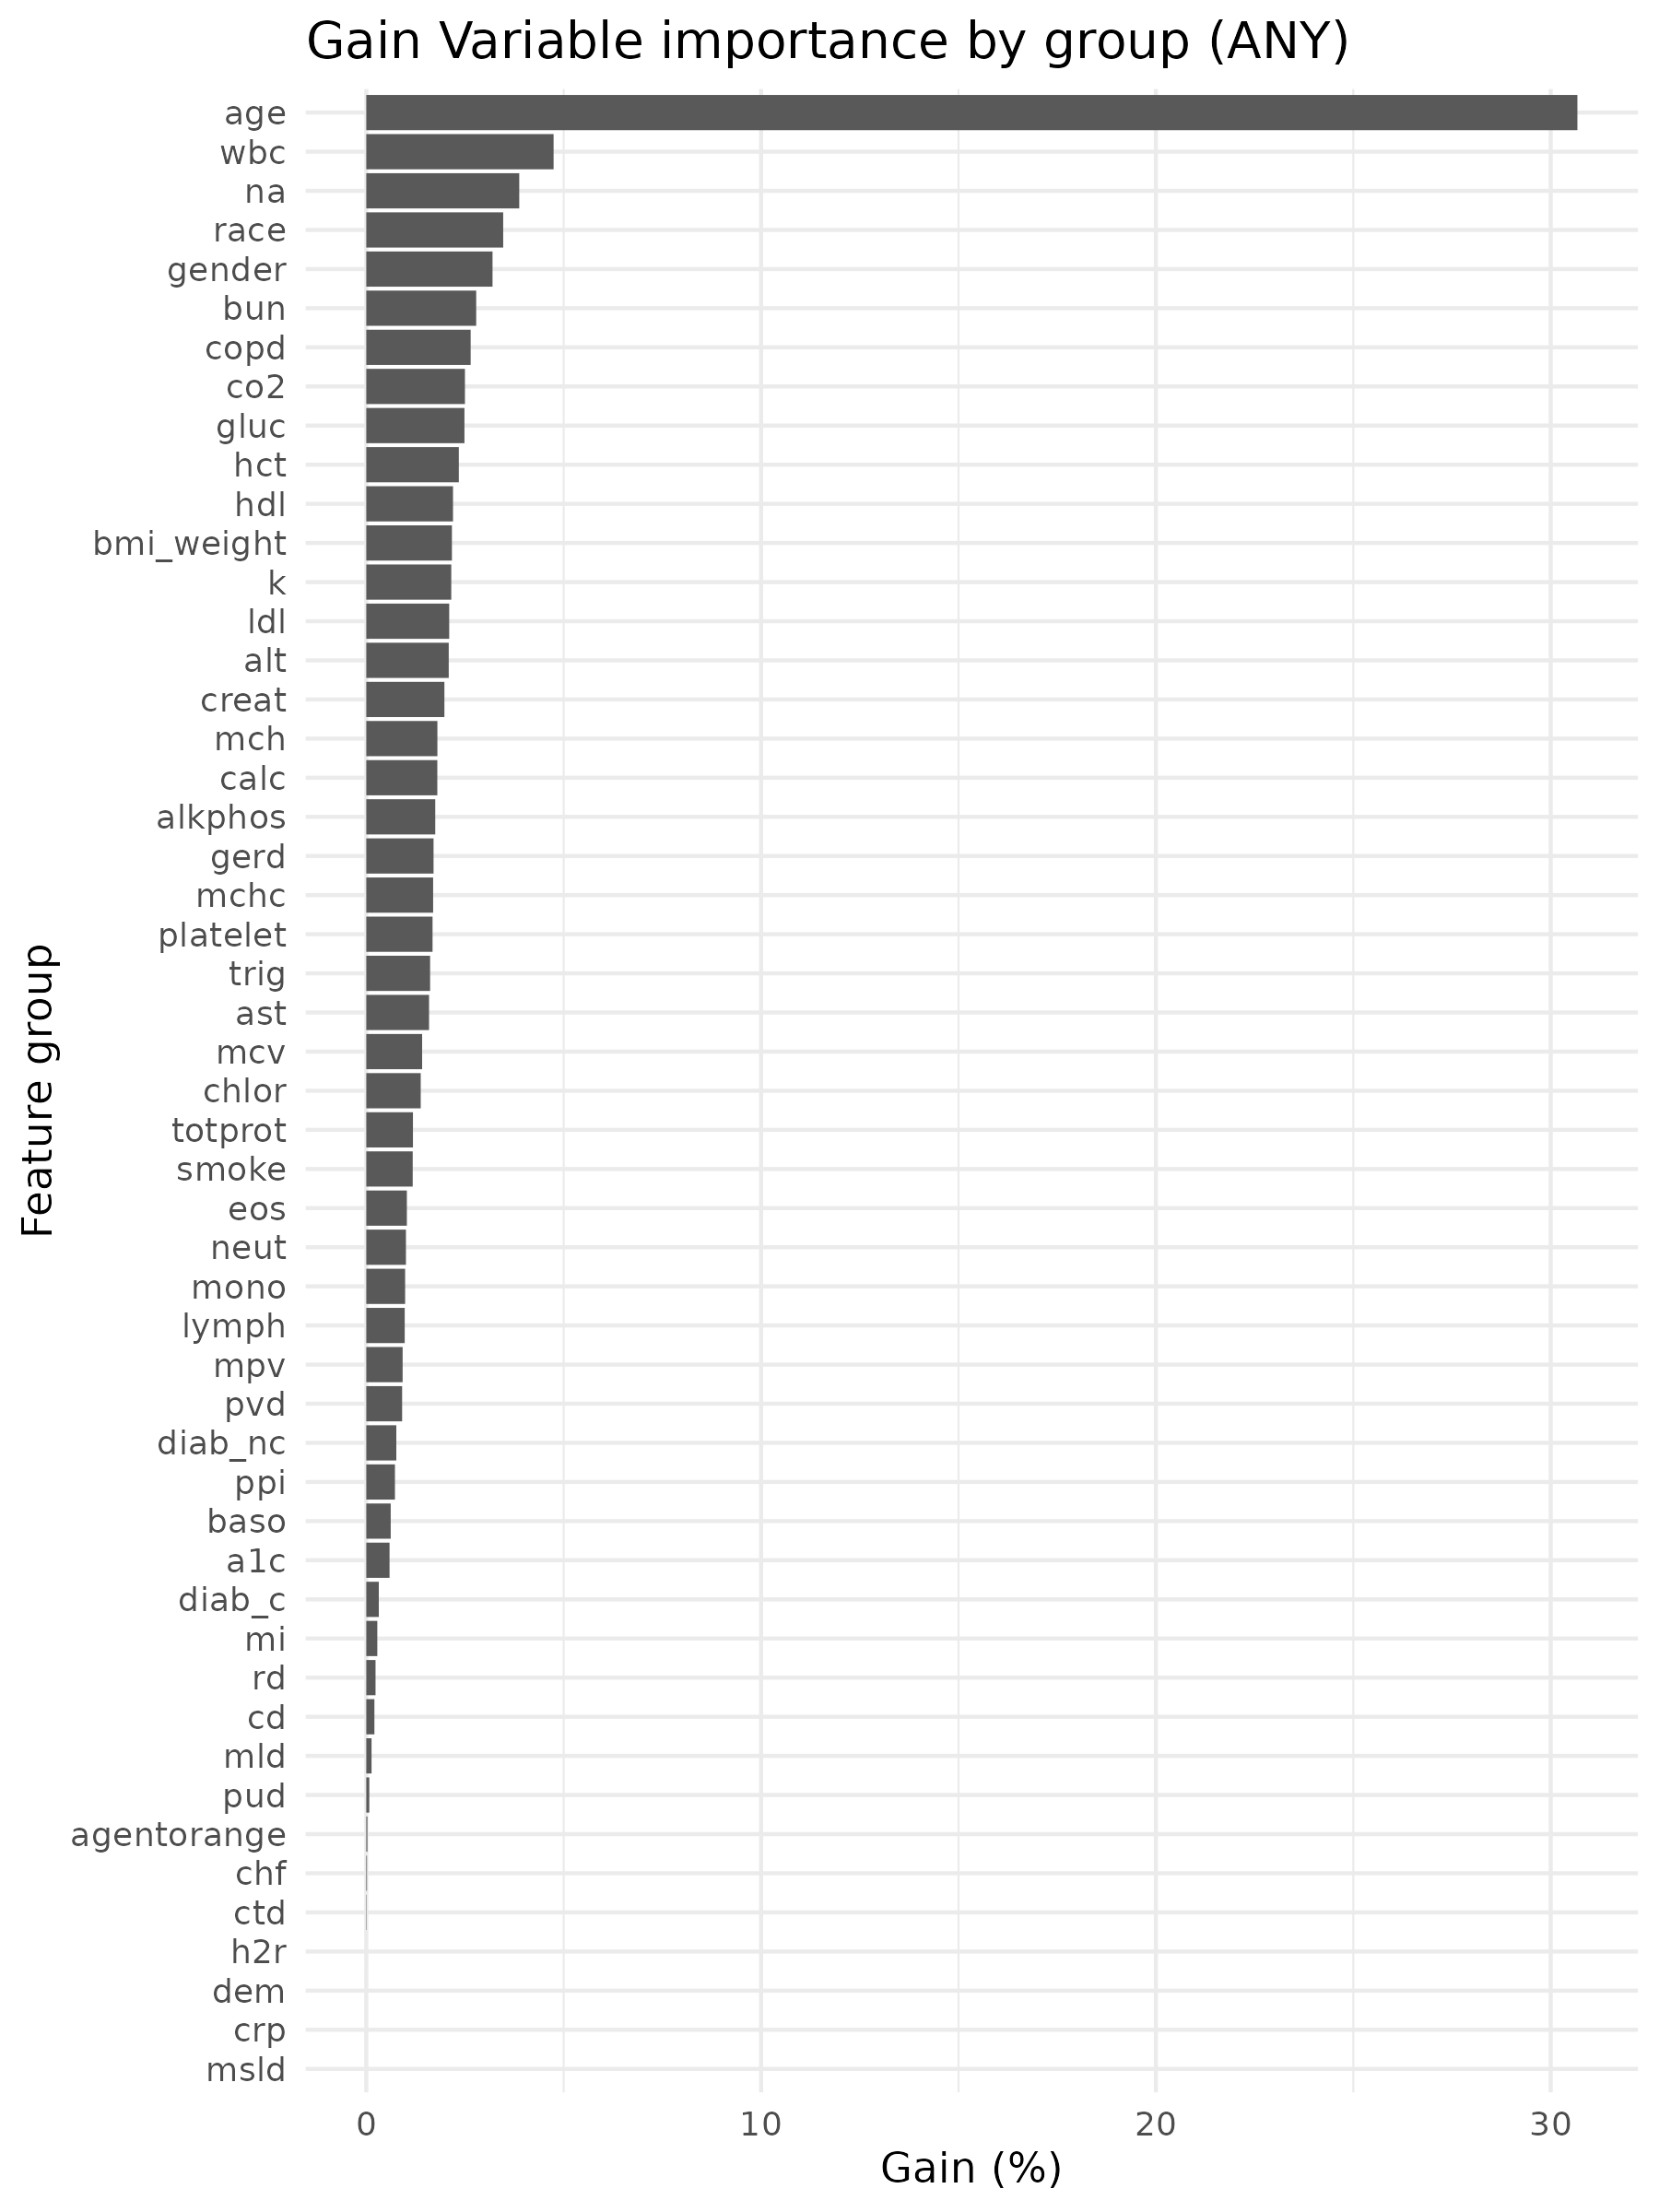 Gain Variable importance by group (ANY)
age
wbc
na
race
gender
bun
copd
co2
gluc
hct
hdl
bmi_weight
k
ldl
alt
creat
mch
calc
alkphos
gerd
mchc
platelet
trig
ast
mcv
chlor
totprot
smoke
eos
neut
mono
lymph
mpv
pvd
diab_nc
ppi
baso
a1c
diab_c
mi
rd
cd
mld
pud
agentorange
chf
ctd
h2r
dem
crp
msld
Feature group
0 10 20 30
Gain (%)